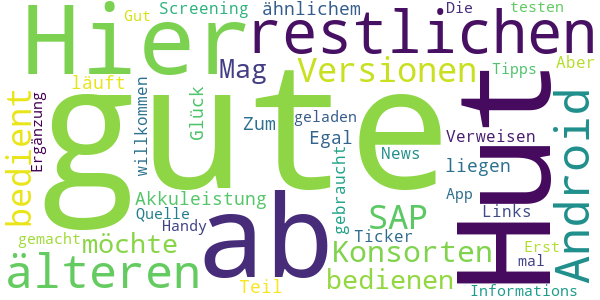 Gut Screening ähnlichem Die testen
Hier restlichen
Mag Versionen Tipps Aber
läuft
gute
Hut
Android
bedient
Ergänzung
willkommen
Glück
Zum geladen
Egal Verweisen
News liegen
gebraucht
Akkuleistung App
Quelle SAP Links
Handy ab Ticker Erst
gemacht möchte Konsorten mal
älteren bedienen
Teil Informations